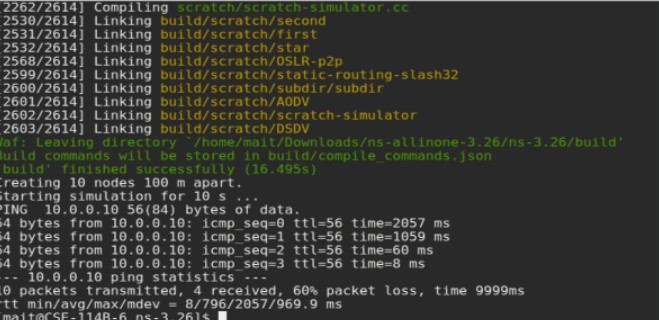 [2262/2614] Compiling scratch/scratch-simulator.cc
[2530/2614] Linking build/scratch/second
[2531/2614] Linking build/scratch/first
[2532/2614] Linking build/scratch/star
[2568/2614] Linking build/scratch/OSLR-p2p
[2599/2614] Linking build/scratch/static-routing-slash32
[2600/2614] Linking build/scratch/subdir/subdir
[2601/2614] Linking build/scratch/AODV
[2602/2614] Linking build/scratch/scratch-simulator
[2603/2614] Linking build/scratch/DSDV
Waf: Leaving directory `/home/mait/Downloads/ns-allinone-3.26/ns-3.26/build'
Build commands will be stored in build/compile_commands.json
'build' finished successfully (16.495s)
Creating 10 nodes 100 m apart.
Starting simulation for 10 s ...
PING  10.0.0.10 56(84) bytes of data.
64 bytes from 10.0.0.10: icmp_seq=0 ttl=56 time=2057 ms
64 bytes from 10.0.0.10: icmp_seq=1 ttl=56 time=1059 ms
64 bytes from 10.0.0.10: icmp_seq=2 ttl=56 time=60 ms
64 bytes from 10.0.0.10: icmp_seq=3 ttl=56 time=8 ms
--- 10.0.0.10 ping statistics ---
10 packets transmitted, 4 received, 60% packet loss, time 9999ms
rtt min/avg/max/mdev = 8/796/2057/969.9 ms
[mait@CSE-114B-6 ns-3.26]$